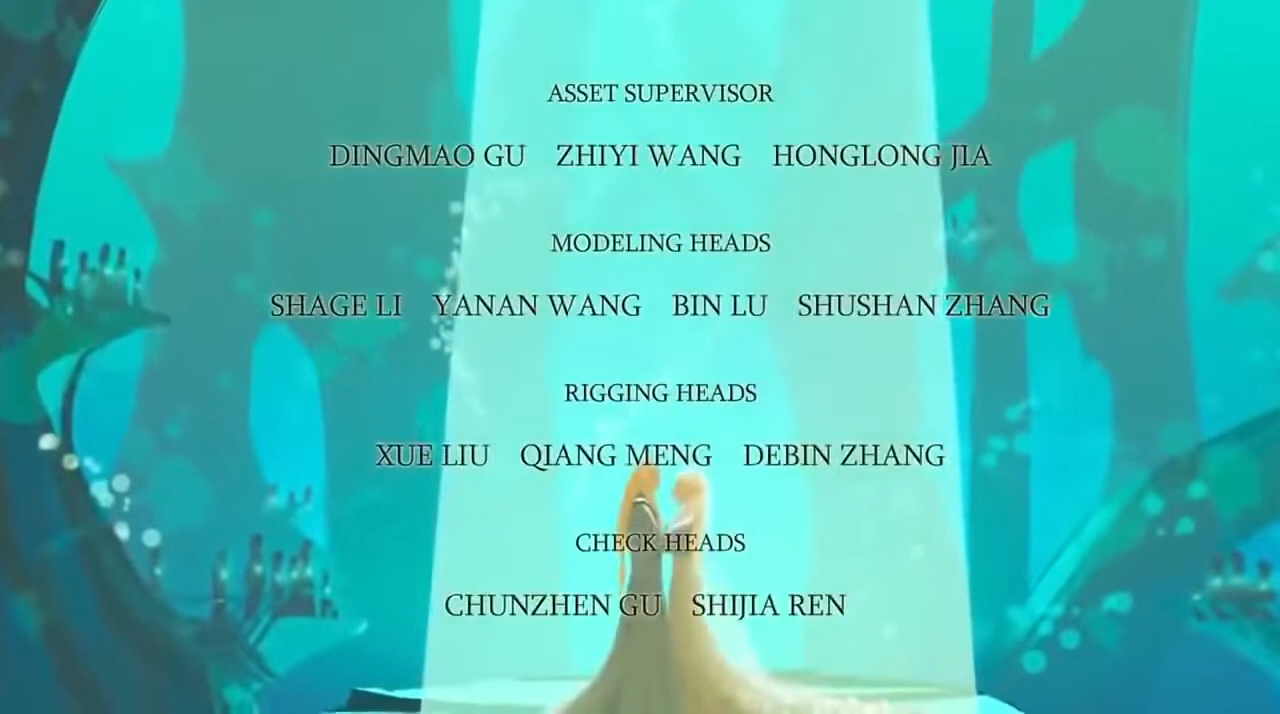 ASSET SUPERVISOR
DINGMAO GU ZHIYI WANG HONGLONG JIA
MODELING HEADS
SHAGE LI YANAN WANG BIN LU SHUSHAN ZHANG
RIGGING HEADS
XUE LIU QIANG MENG DEBIN ZHANG
CHECK HEADS
CHUNZHEN GU SHIJIA REN